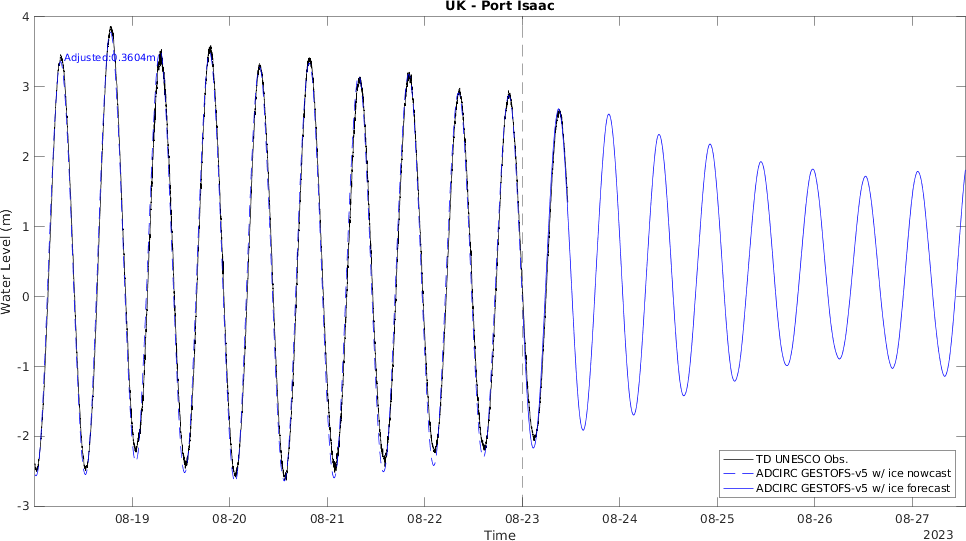 UK - Port Isaac
4
3
2
1
0
-1
-2
-3
Water Level (m)
Adjusted:0.3604m
08-19
08-20
08-21
08-22
08-23
08-24
08-25
08-26
08-27
Time
2023
TD UNESCO Obs.
ADCIRC GESTOFS-v5 w/ ice nowcast
ADCIRC GESTOFS-v5 w/ ice forecast